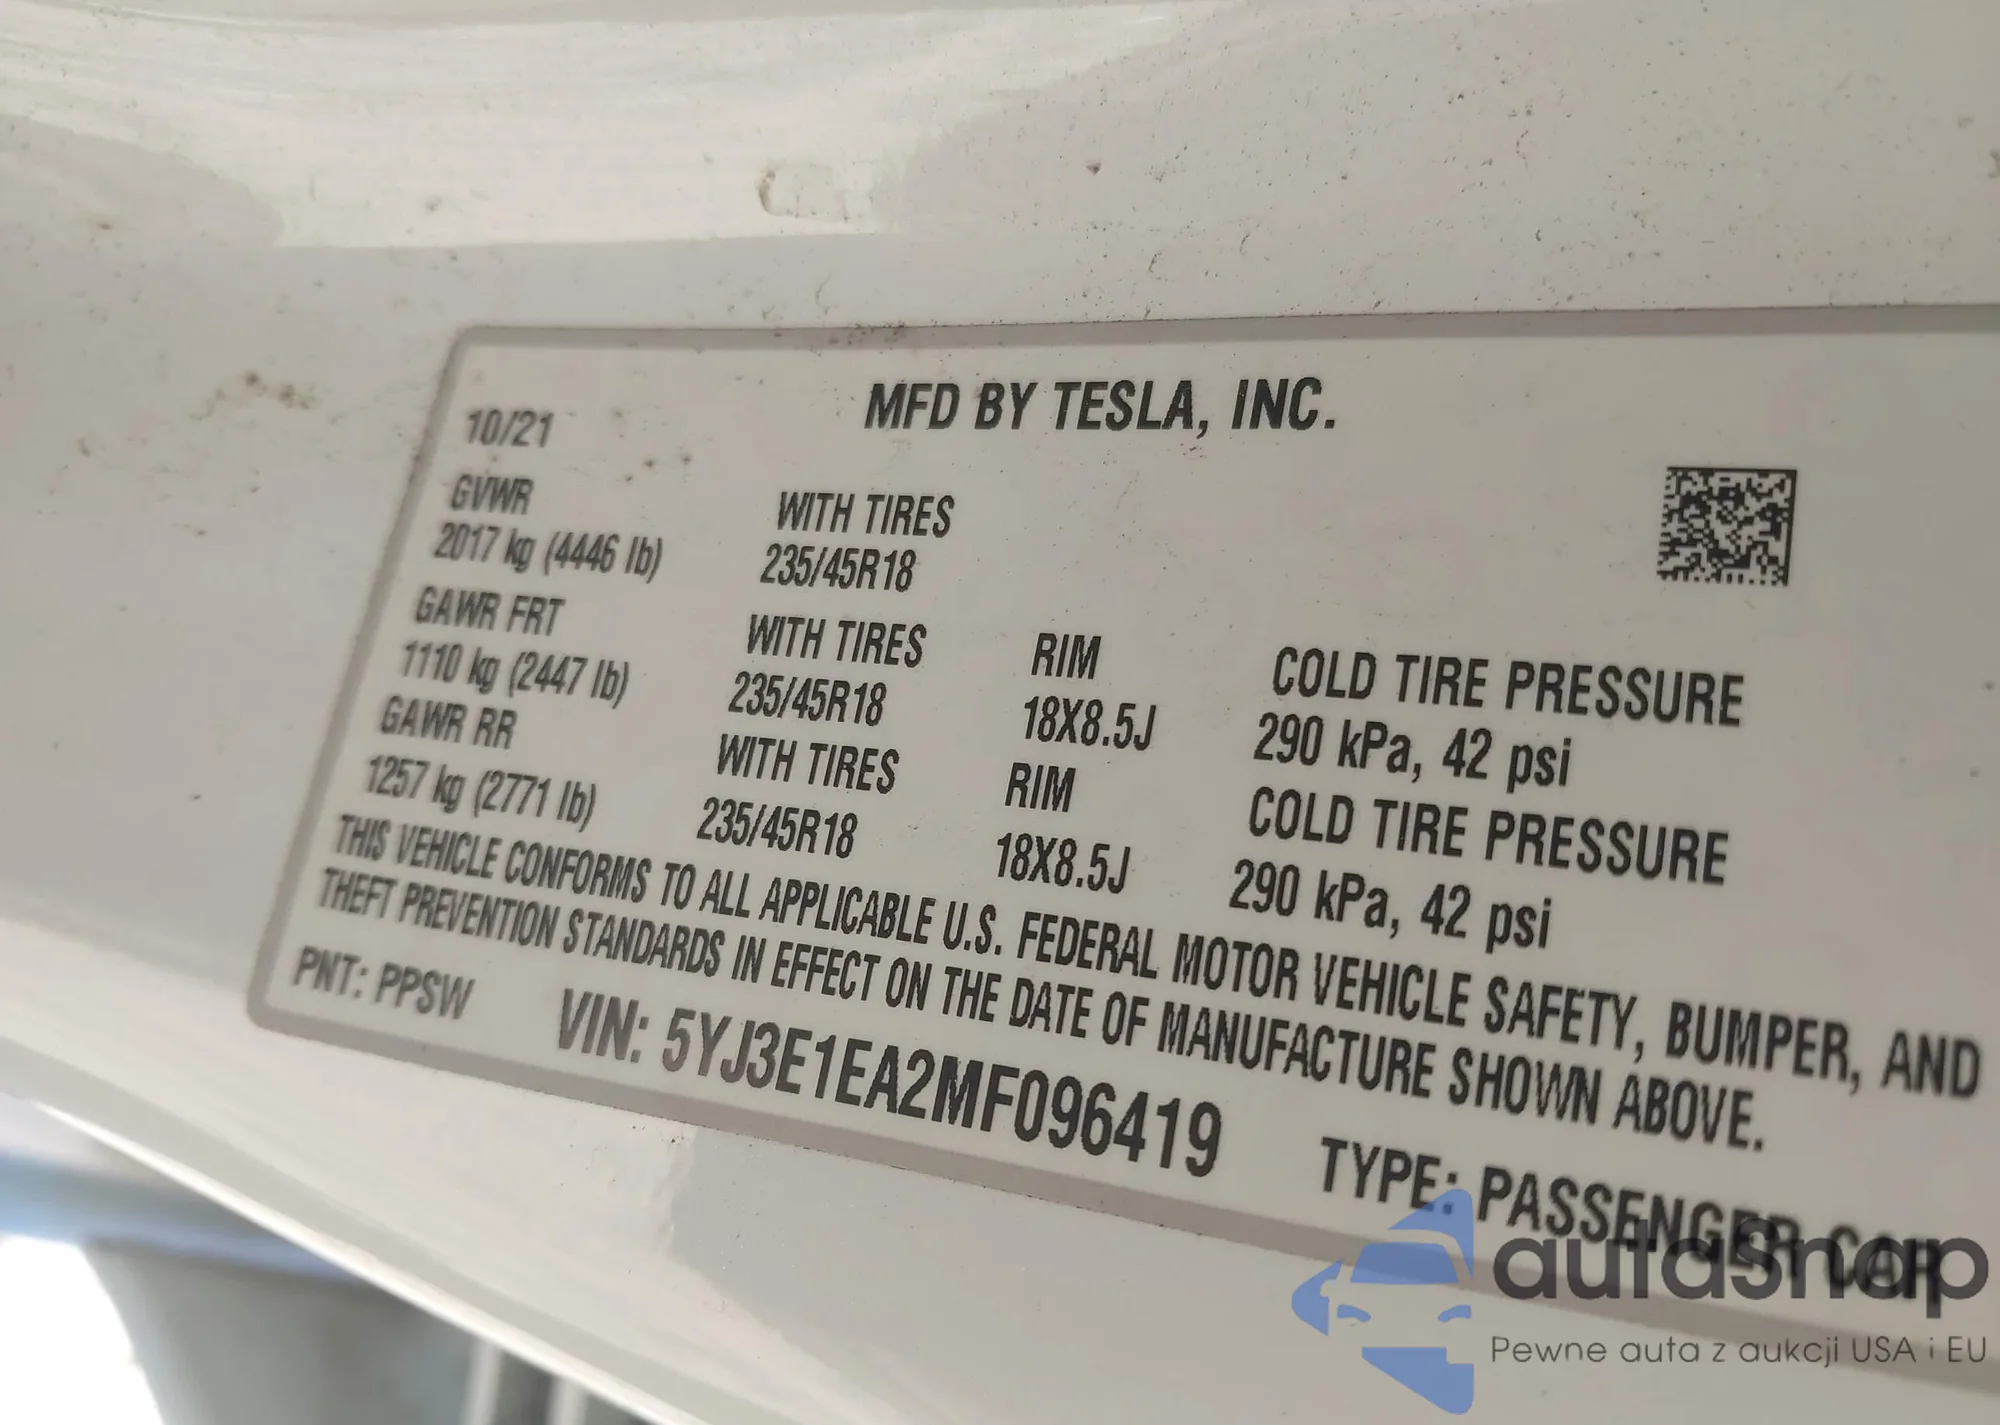 MFD BY TESLA, INC.
10/21
GVWR WITH TIRES
2017 kg (4446 lb) 235/45R18
GAWR FRT WITH TIRES RIM COLD TIRE PRESSURE
1110 kg (2447 lb) 235/45R18 18X8.5J 290 kPa, 42 psi
GAWR RR WITH TIRES RIM COLD TIRE PRESSURE
1257 kg (2771 lb) 235/45R18 18X8.5J 290 kPa, 42 psi
THIS VEHICLE CONFORMS TO ALL APPLICABLE U.S. FEDERAL MOTOR VEHICLE SAFETY, BUMPER, AND
THEFT PREVENTION STANDARDS IN EFFECT ON THE DATE OF MANUFACTURE SHOWN ABOVE.
PNT: PPSW VIN: 5YJ3E1EA2MF096419 TYPE: PASSENGER CAR
autaSnap
Pewne auta z aukcji USA i EU